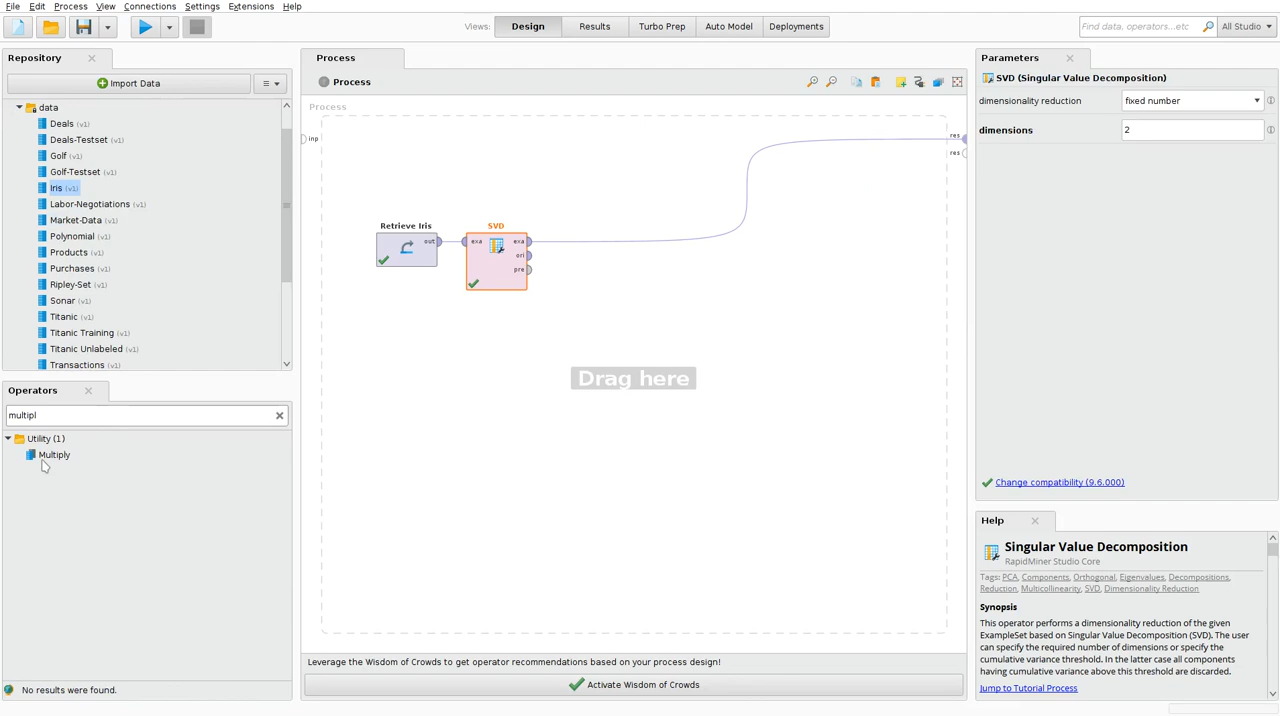 File Edit Process View Connections Settings Extensions Help
Views: Design Results Turbo Prep Auto Model Deployments
Find data, operators...etc
All Studio
Repository
Import Data
data
Deals (v1)
Deals-Testset (v1)
Golf (v1)
Golf-Testset (v1)
Iris (v1)
Labor-Negotiations (v1)
Market-Data (v1)
Polynomial (v1)
Products (v1)
Purchases (v1)
Ripley-Set (v1)
Sonar (v1)
Titanic (v1)
Titanic Training (v1)
Titanic Unlabeled (v1)
Transactions (v1)
Operators
multipl
Utility (1)
Multiply
No results were found.
Process
Process
Process
inp
res
res
Retrieve Iris
out
SVD
exa exa
ori
pre
Drag here
Leverage the Wisdom of Crowds to get operator recommendations based on your process design!
Activate Wisdom of Crowds
Parameters
SVD (Singular Value Decomposition)
dimensionality reduction fixed number
dimensions 2
Change compatibility (9.6.000)
Help
Singular Value Decomposition
RapidMiner Studio Core
Tags: PCA, Components, Orthogonal, Eigenvalues, Decompositions,
Reduction, Multicollinearity, SVD, Dimensionality Reduction
Synopsis
This operator performs a dimensionality reduction of the given
ExampleSet based on Singular Value Decomposition (SVD). The user
can specify the required number of dimensions or specify the
cumulative variance threshold. In the latter case all components
having cumulative variance above this threshold are discarded.
Jump to Tutorial Process